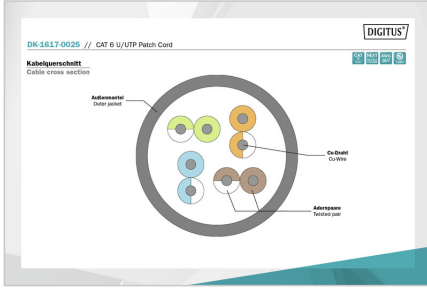 DIGITUS®
DK-1617-0025 // CAT 6 U/UTP Patch Cord
Kabelquerschnitt
Cable cross section
Außenmantel
Outer jacket
Cu-Draht
Cu-Wire
Adernpaare
Twisted pair